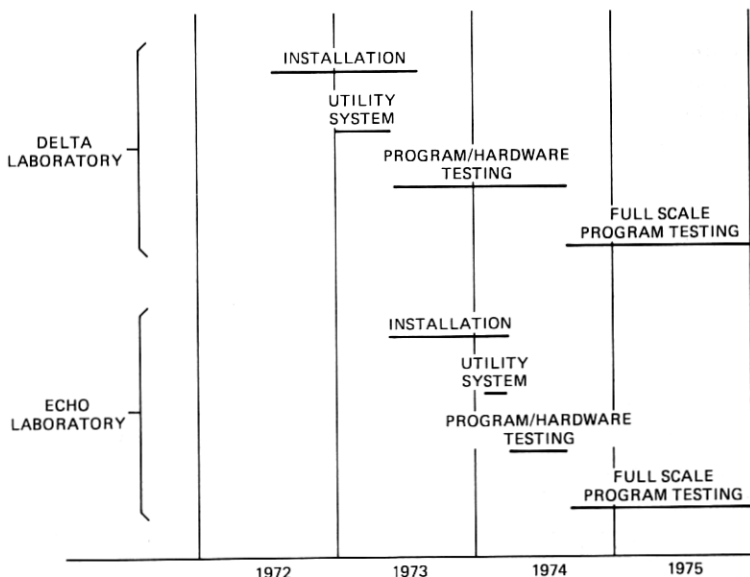 INSTALLATION
UTILITY
SYSTEM
DELTA
LABORATORY
PROGRAM/HARDWARE
TESTING
FULL SCALE
PROGRAM TESTING
INSTALLATION
UTILITY
SYSTEM
ECHO
LABORATORY
PROGRAM/HARDWARE
TESTING
FULL SCALE
PROGRAM TESTING
1972 1973 1974 1975